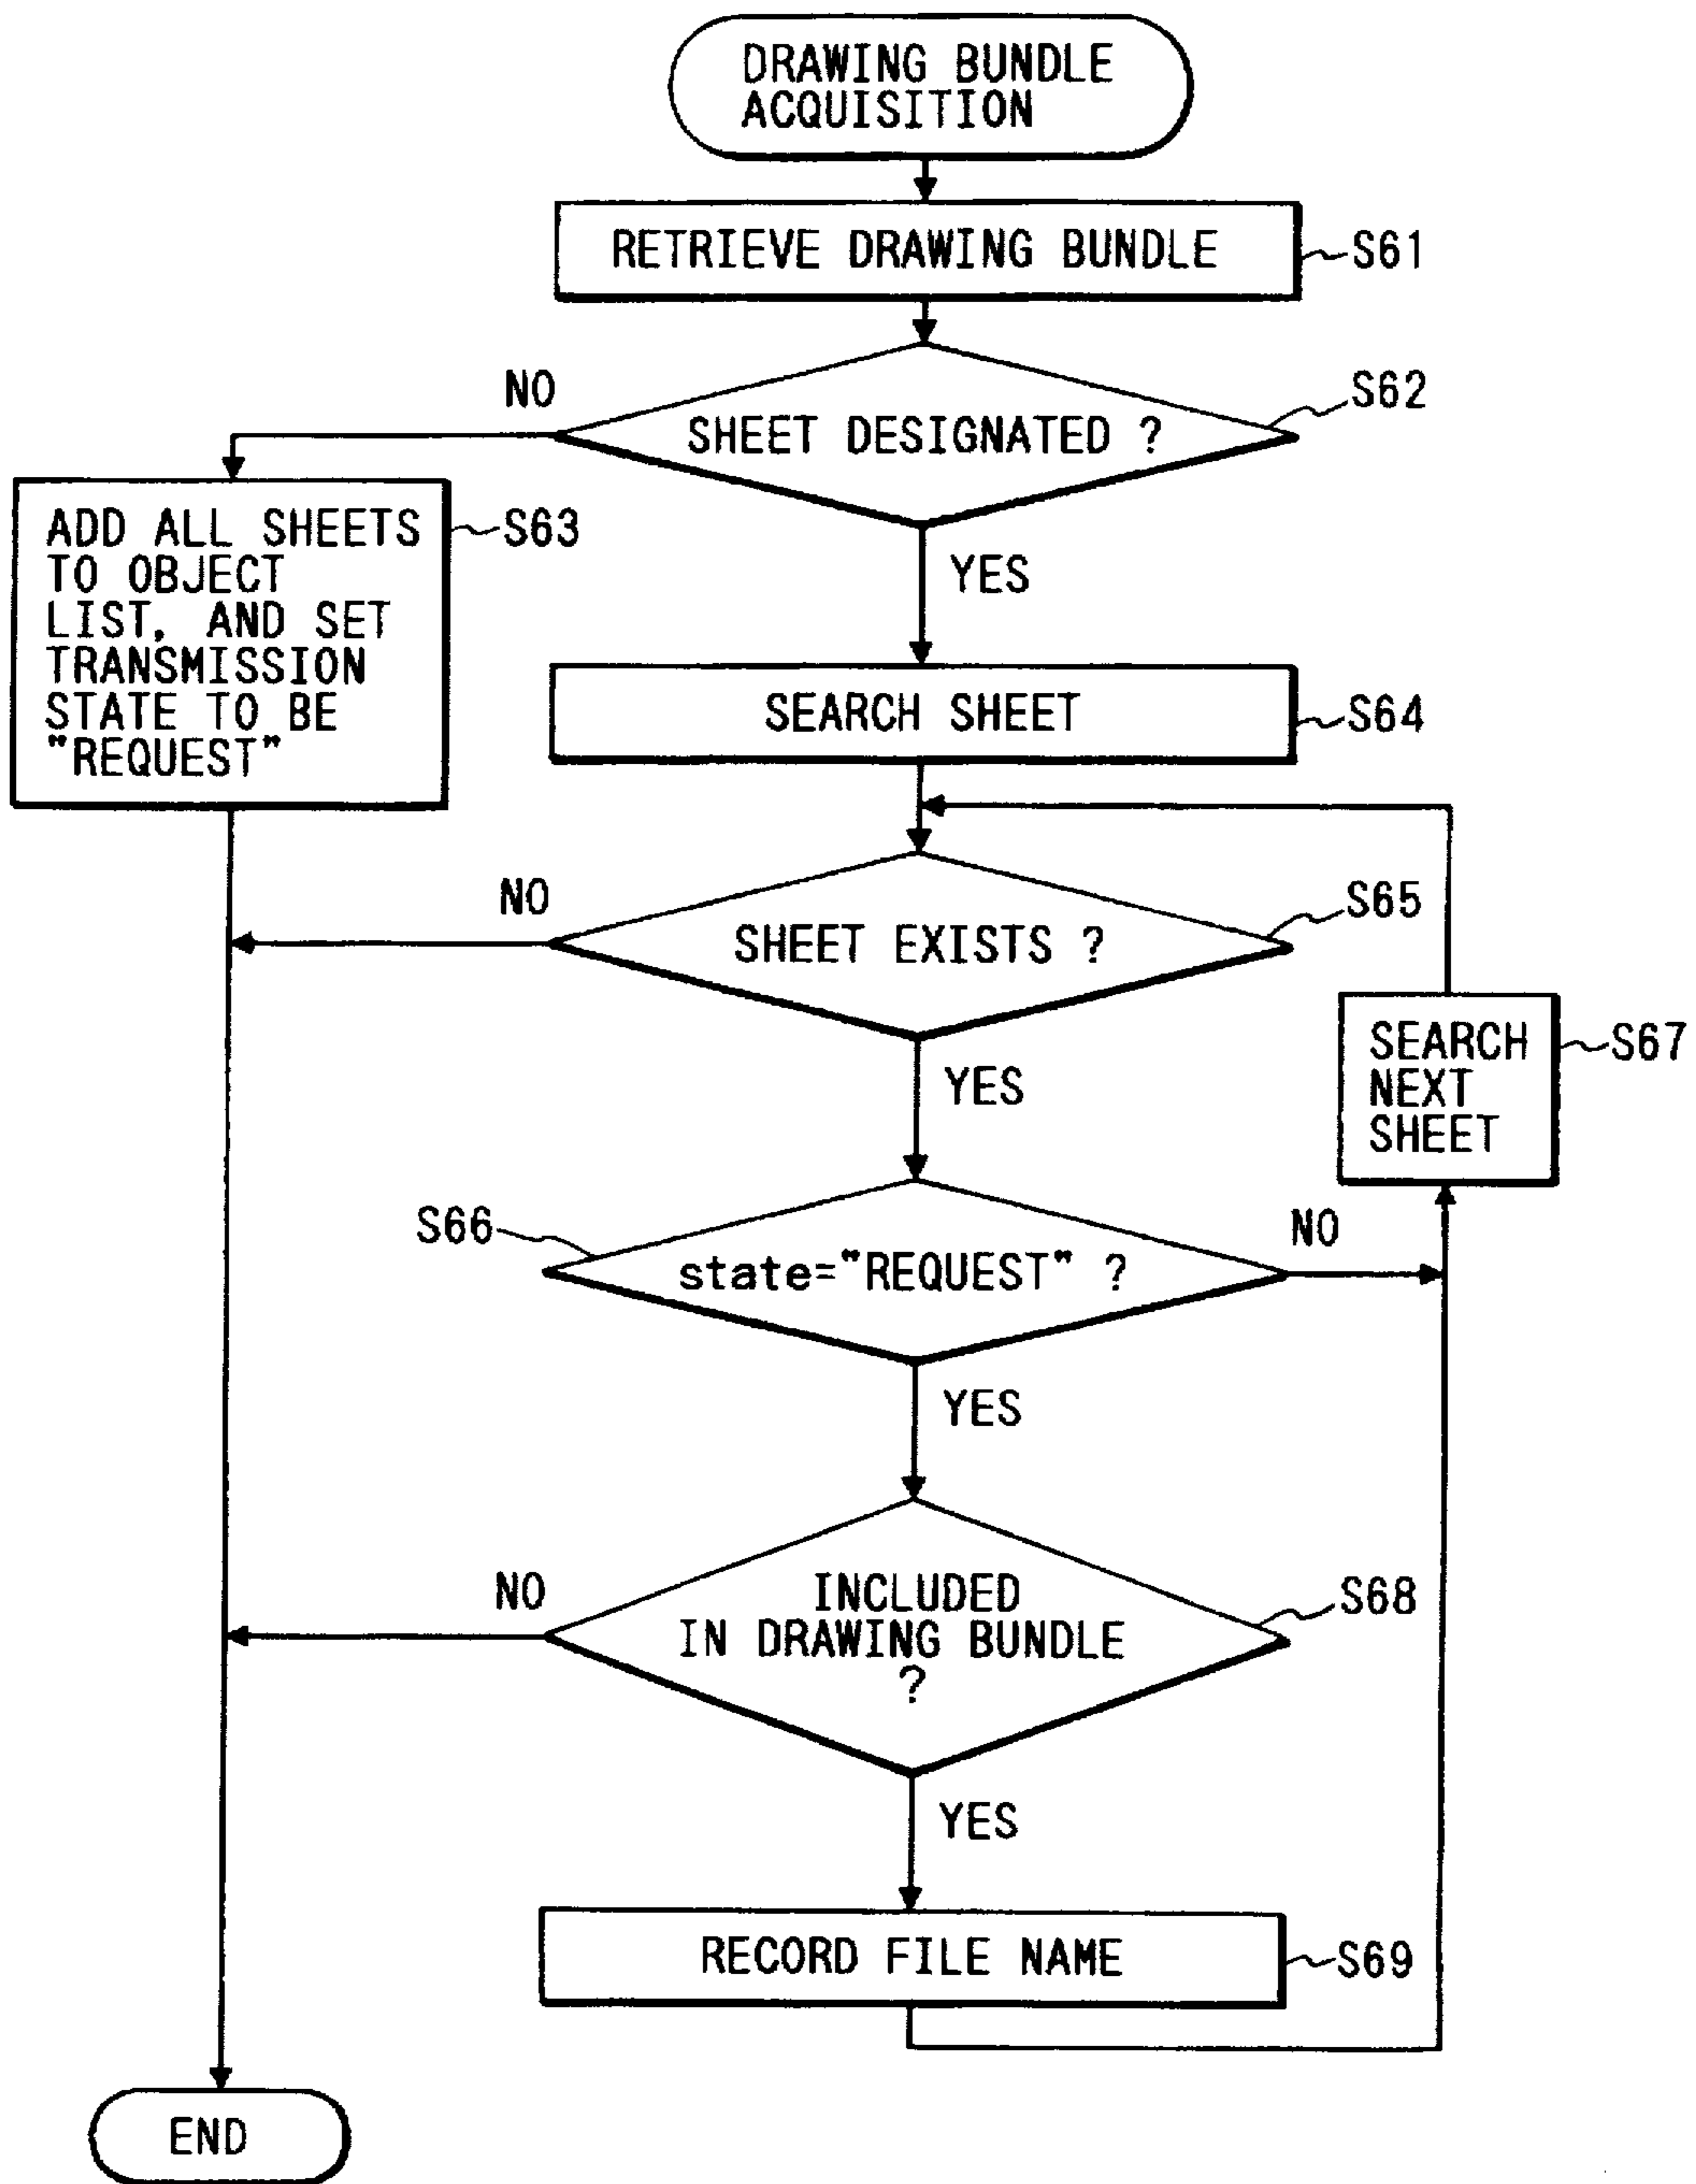 DRAWING BUNDLE
ACQUISITION
RETRIEVE DRAWING BUNDLE
S61
NO
SHEET DESIGNATED ?
S62
ADD ALL SHEETS
TO OBJECT
LIST, AND SET
TRANSMISSION
STATE TO BE
"REQUEST"
S63
YES
SEARCH SHEET
S64
NO
SHEET EXISTS ?
S65
SEARCH
NEXT
SHEET
S67
YES
S66
state="REQUEST" ?
NO
YES
NO
INCLUDED
IN DRAWING BUNDLE
?
S68
YES
RECORD FILE NAME
S69
END